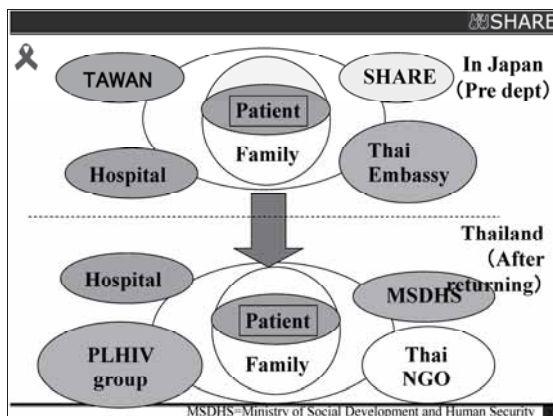 SHARE
TAWAN
SHARE
In Japan
(Pre dept)
Patient
Family
Hospital
Thai
Embassy
Thailand
(After
returning)
Hospital
MSDHS
Patient
Family
PLHIV
group
Thai
NGO
MSDHS=Ministry of Social Development and Human Security